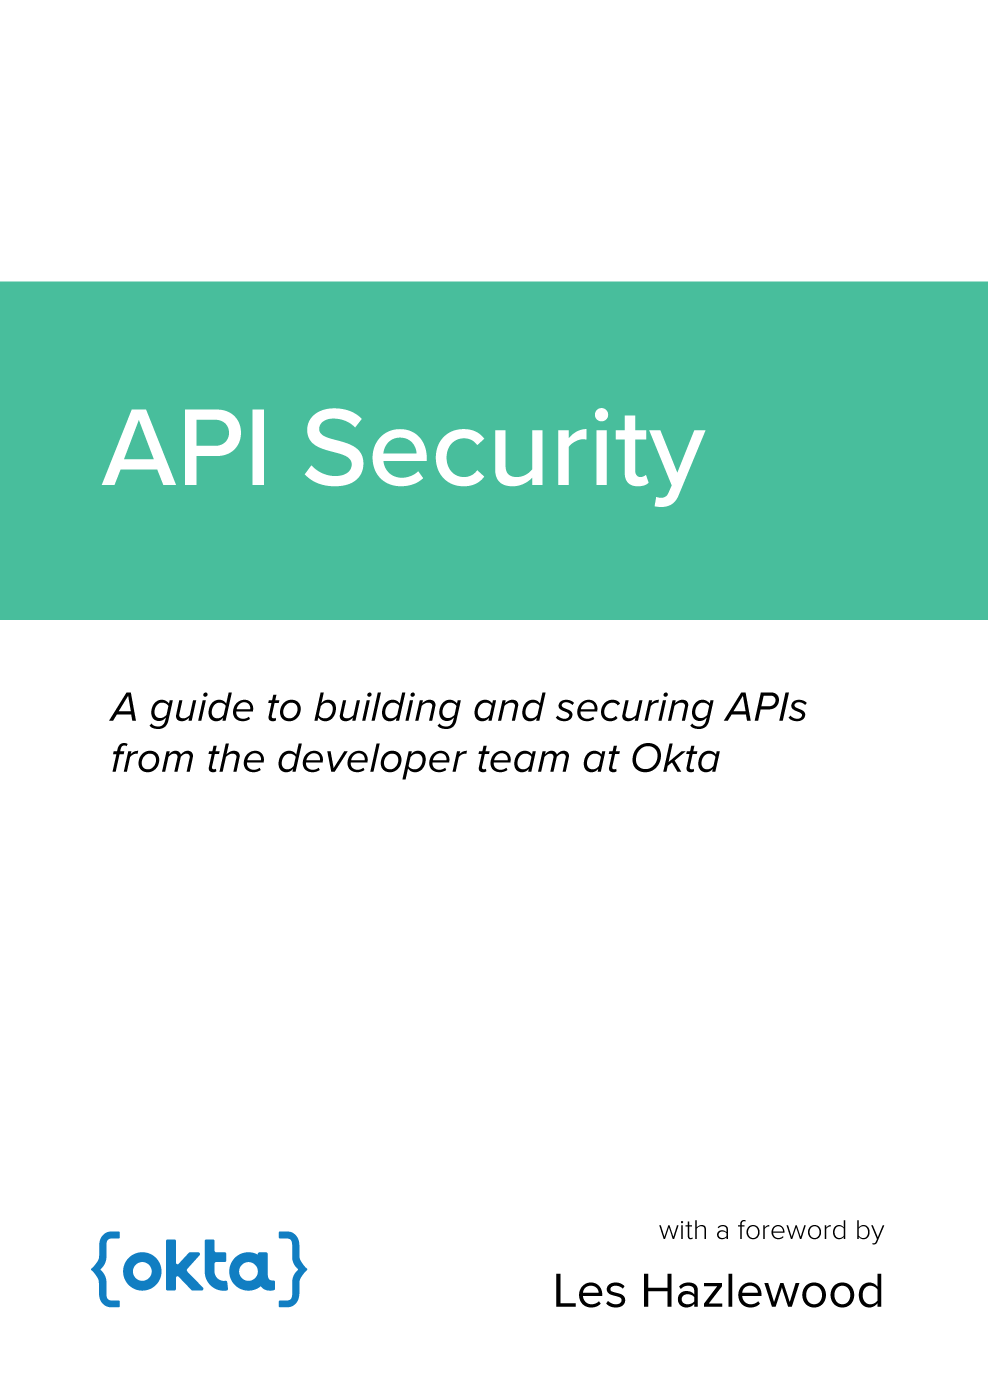 API Security
A guide to building and securing APIs
from the developer team at Okta
with a foreword by
{okta}
Les Hazlewood